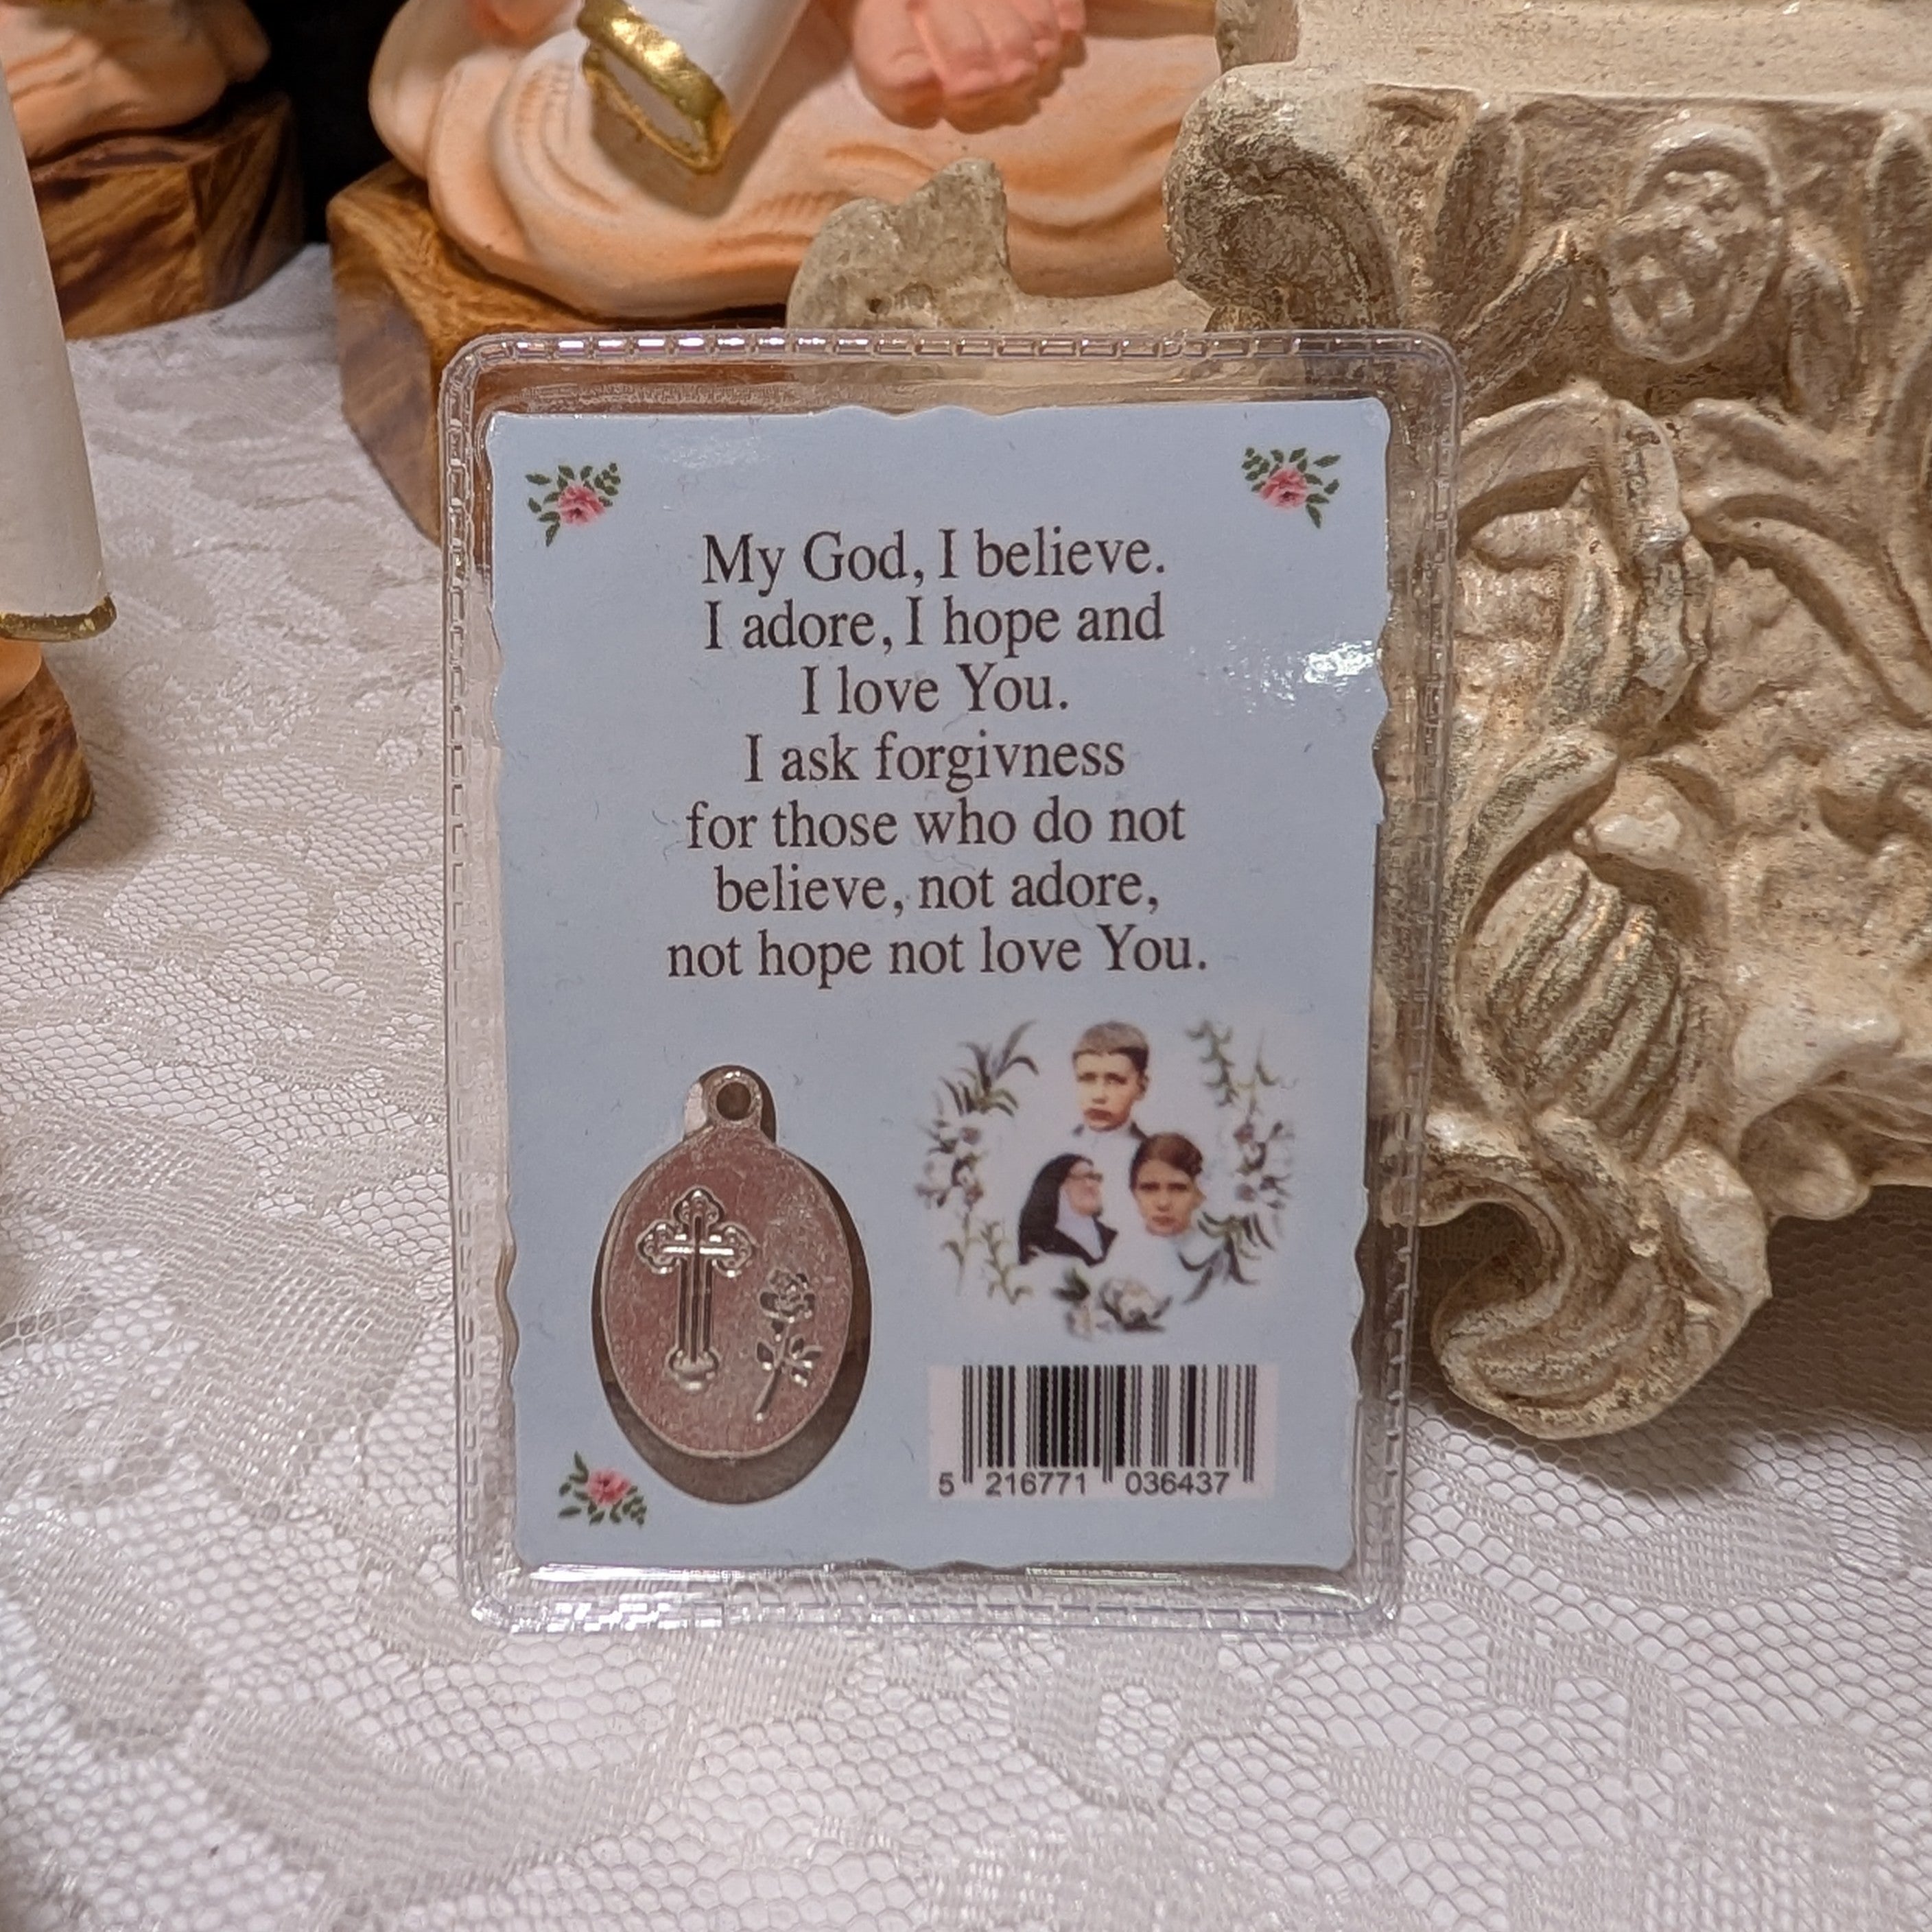 My God, I believe.
I adore, I hope and
I love You.
I ask forgivness
for those who do not
believe, not adore,
not hope not love You.
5 216771 036437